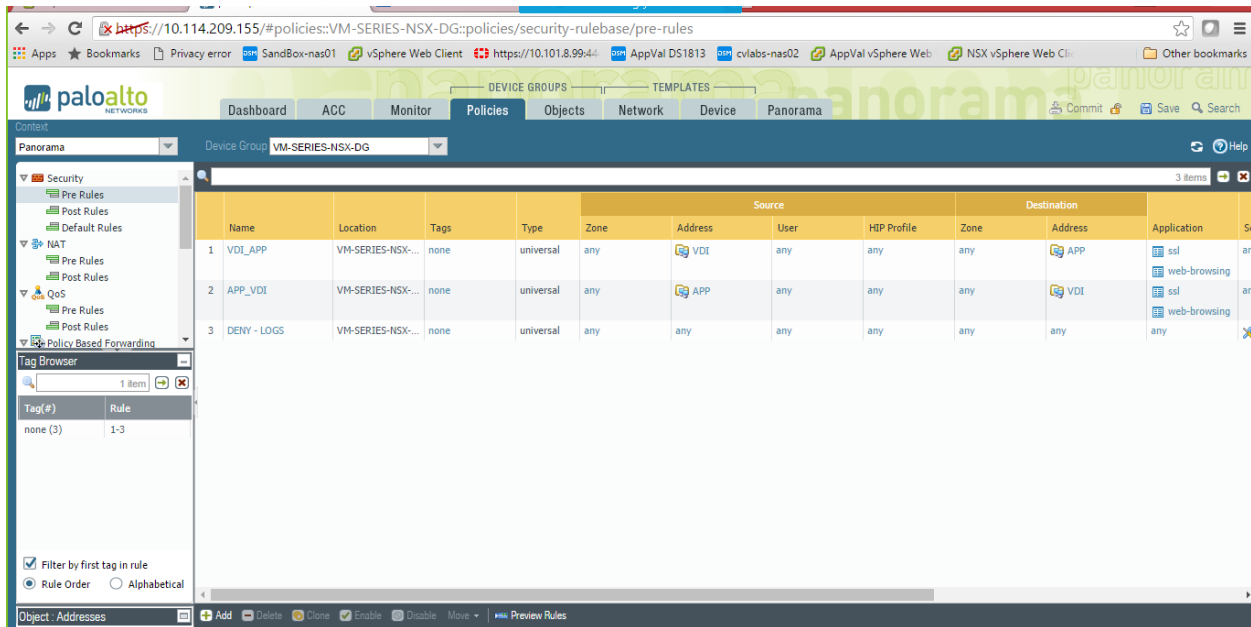 https://10.114.209.155/#policies::VM-SERIES-NSX-DG::policies/security-rulebase/pre-rules
Apps Bookmarks Privacy error SandBox-nas01 vSphere Web Client https://10.101.8.99:44 AppVal DS1813 cvlabs-nas02 AppVal vSphere Web NSX vSphere Web Clie Other bookmarks
panorama panorama panorama
paloalto
NETWORKS
DEVICE GROUPS TEMPLATES
Dashboard ACC Monitor Policies Objects Network Device Panorama
Commit Save Search
Context
Panorama
Device Group VM-SERIES-NSX-DG
Help
3 items
Security
Pre Rules
Post Rules
Default Rules
NAT
Pre Rules
Post Rules
QoS
Pre Rules
Post Rules
Policy Based Forwarding
Source Destination
Name Location Tags Type Zone Address User HIP Profile Zone Address Application
1 VDI_APP VM-SERIES-NSX-... none universal any VDI any any any APP ssl
web-browsing
2 APP_VDI VM-SERIES-NSX-... none universal any APP any any any VDI ssl
web-browsing
3 DENY - LOGS VM-SERIES-NSX-... none universal any any any any any any any
Tag Browser
1 item
Tag(#) Rule
none (3) 1-3
Filter by first tag in rule
Rule Order Alphabetical
Object : Addresses
Add Delete Clone Enable Disable Move Preview Rules